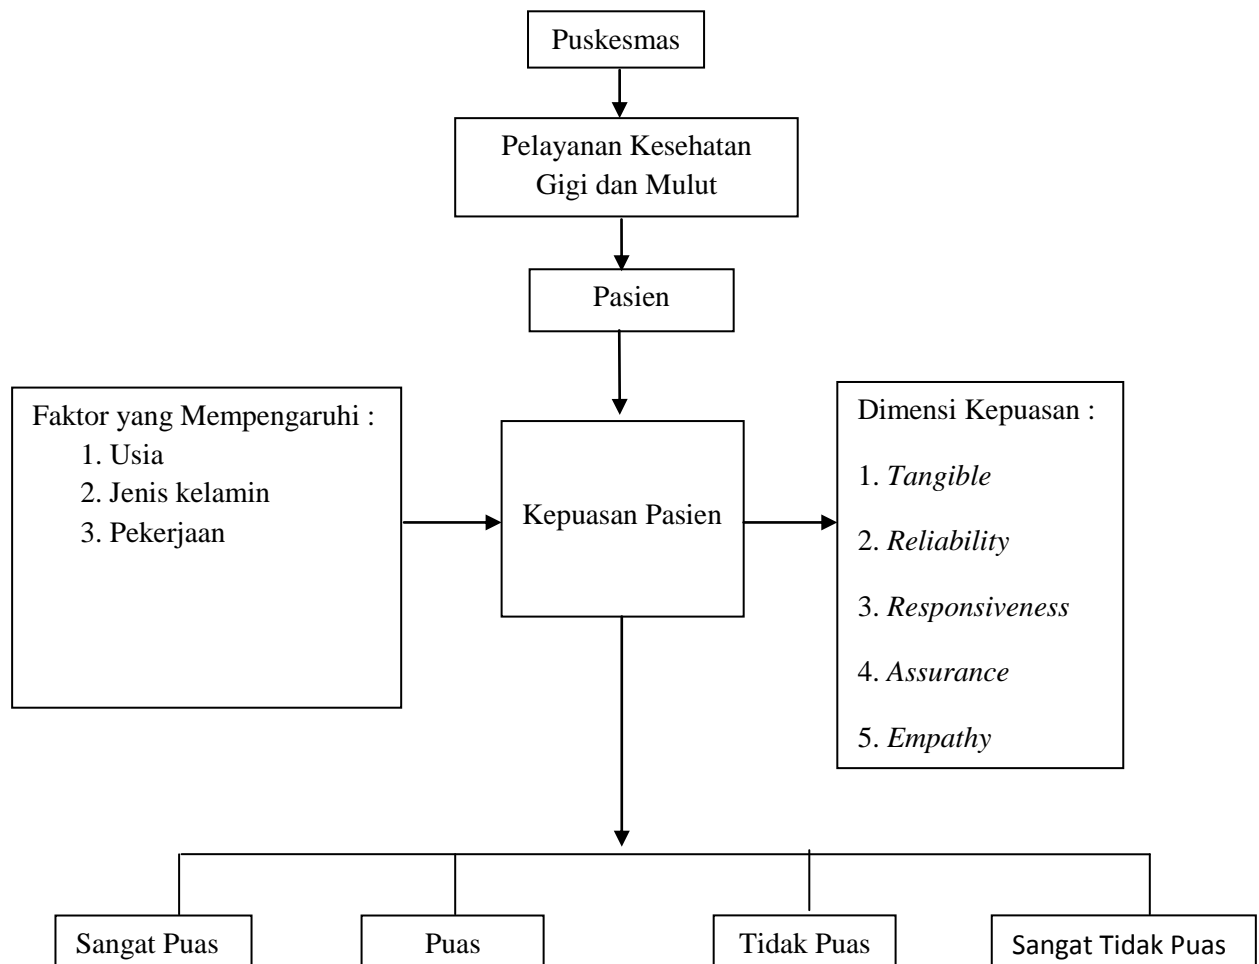 Puskesmas
Pelayanan Kesehatan
Gigi dan Mulut
Pasien
Faktor yang Mempengaruhi :
1. Usia
2. Jenis kelamin
3. Pekerjaan
Kepuasan Pasien
Dimensi Kepuasan :
1. Tangible
2. Reliability
3. Responsiveness
4. Assurance
5. Empathy
Sangat Puas
Puas
Tidak Puas
Sangat Tidak Puas